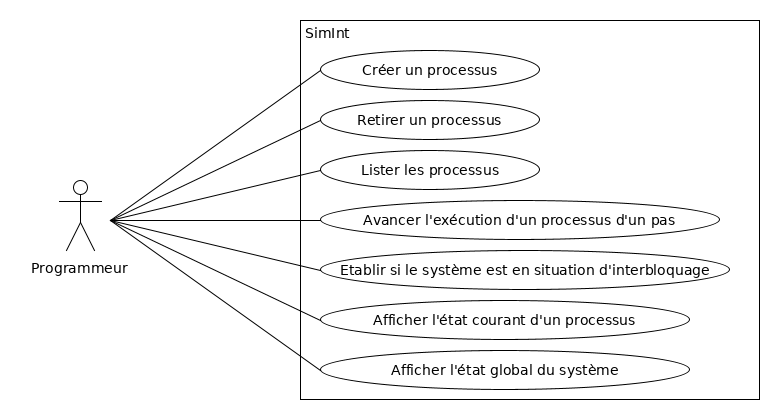 SimInt
Créer un processus
Retirer un processus
Lister les processus
Avancer l'exécution d'un processus d'un pas
Etablir si le système est en situation d'interbloquage
Programmeur
Afficher l'état courant d'un processus
Afficher l'état global du système